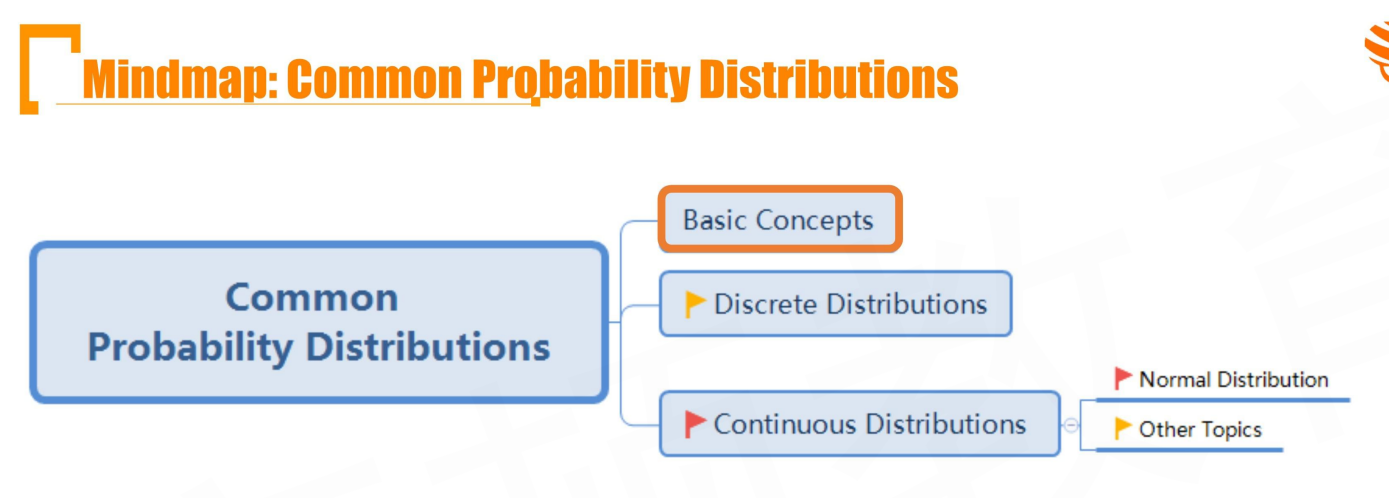 Mindmap: Common Probability Distributions
Basic Concepts
Common
Probability Distributions
Discrete Distributions
Continuous Distributions
Normal Distribution
Other Topics